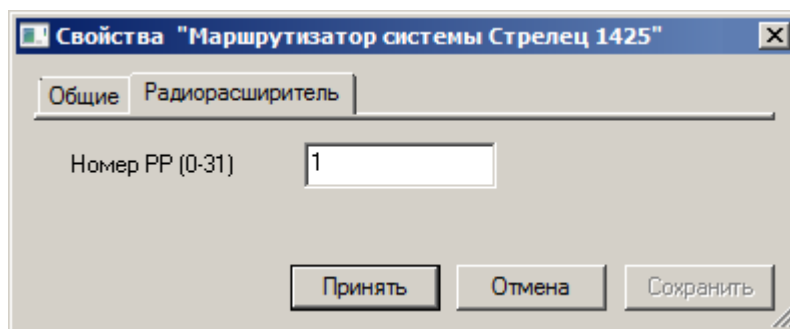 Свойства "Маршрутизатор системы Стрелец 1425"
Общие Радиорасширитель
Номер РР (0-31) 1
Принять Отмена Сохранить